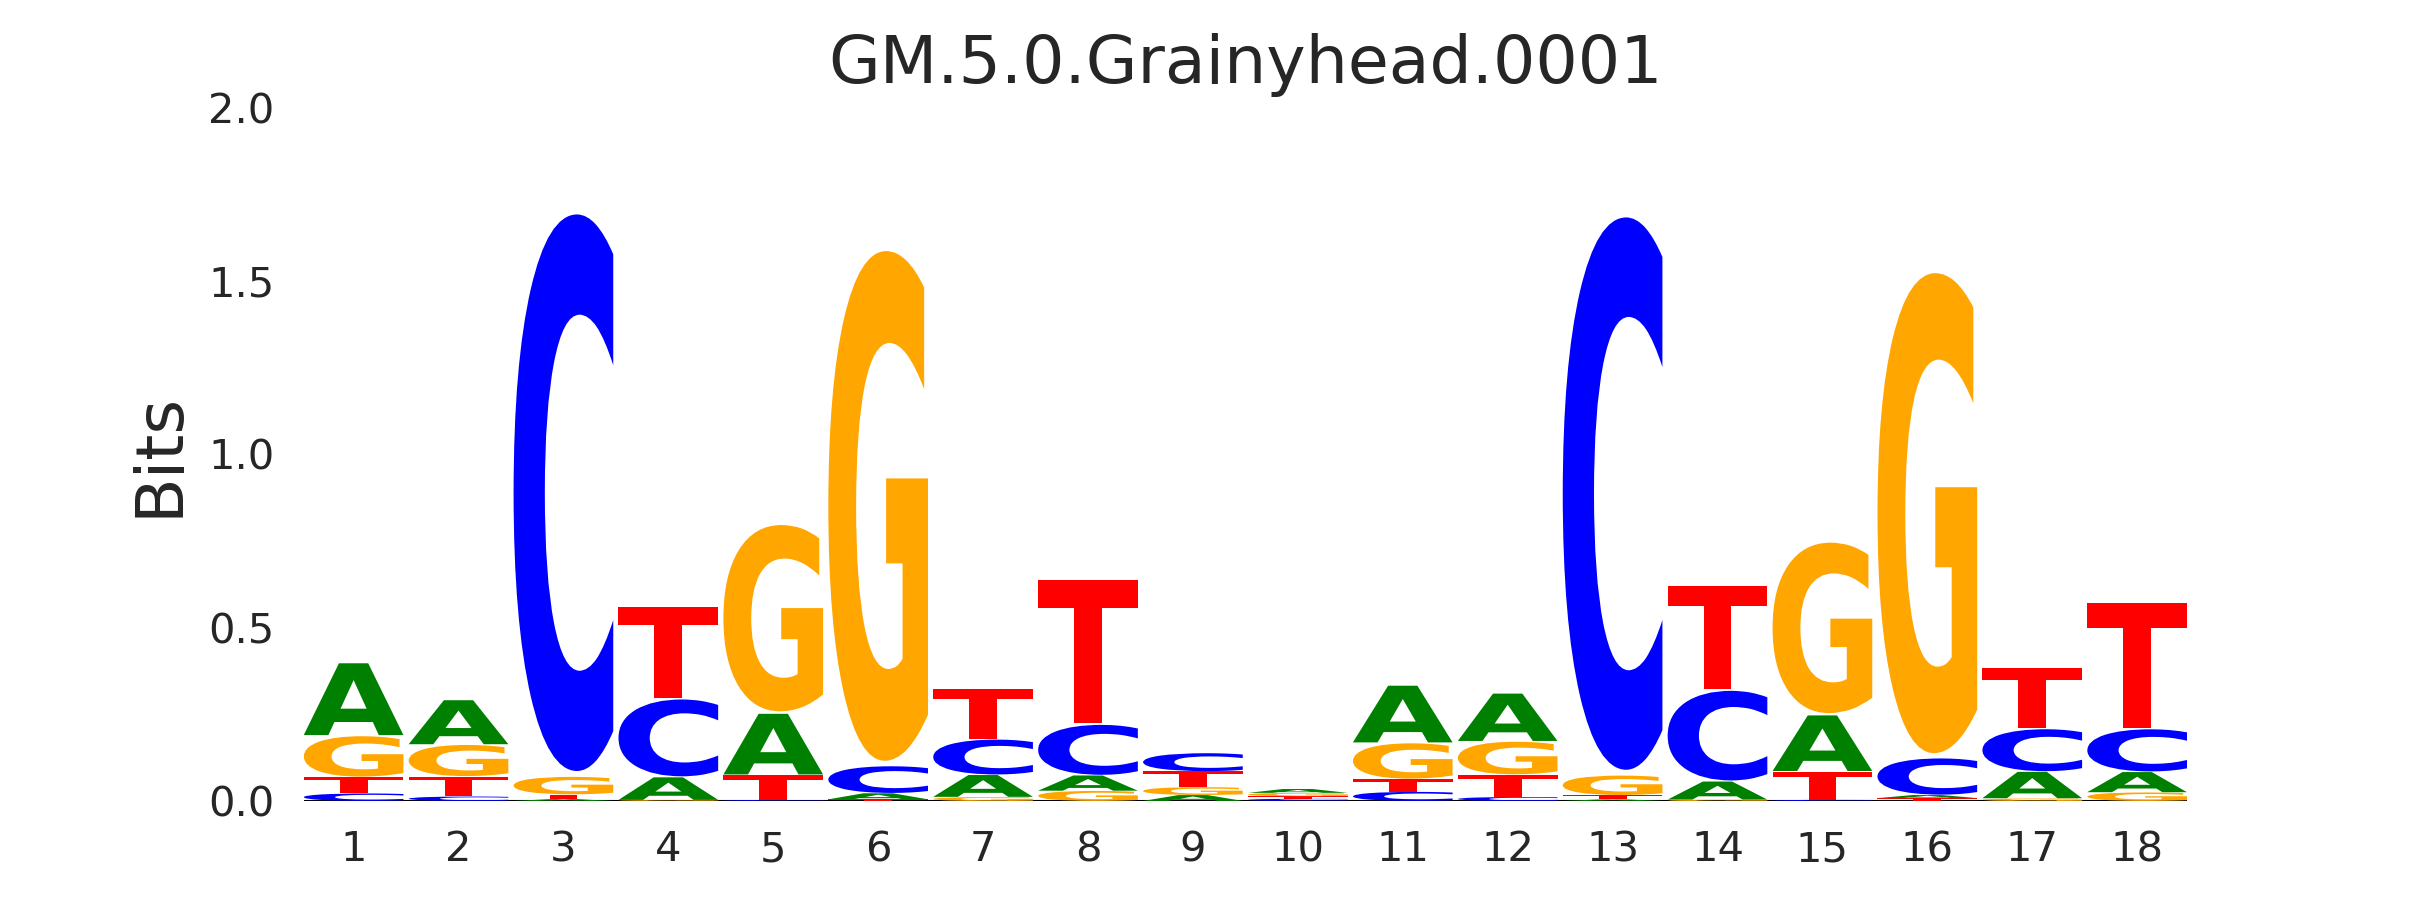 GM.5.0.Grainyhead.0001
2.0
1.5
1.0
0.5
0.0
Bits
1 2 3 4 5 6 7 8 9 10 11 12 13 14 15 16 17 18
A A C T G G T T C A A A C T G G T T
G G G C A C C C T G G G G C A C C C
T T T A T A A A G T T T T A T A A A
C C A G C T G G A C C C A G C T G G